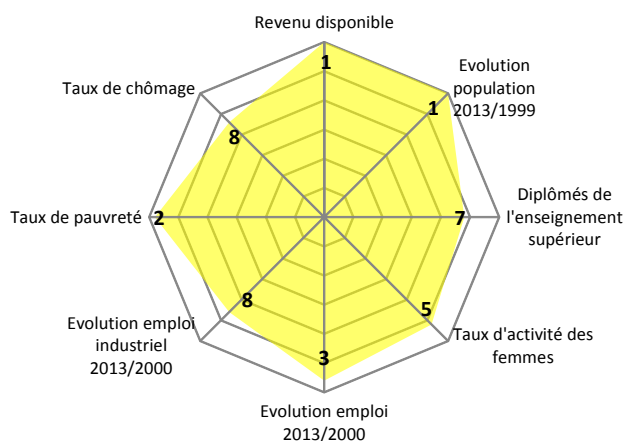 Revenu disponible
1
Evolution
population
2013/1999
1
Diplômés de
l'enseignement
supérieur
7
Taux d'activité des
femmes
5
Evolution emploi
2013/2000
3
Evolution emploi
industriel
2013/2000
8
Taux de pauvreté
2
Taux de chômage
8